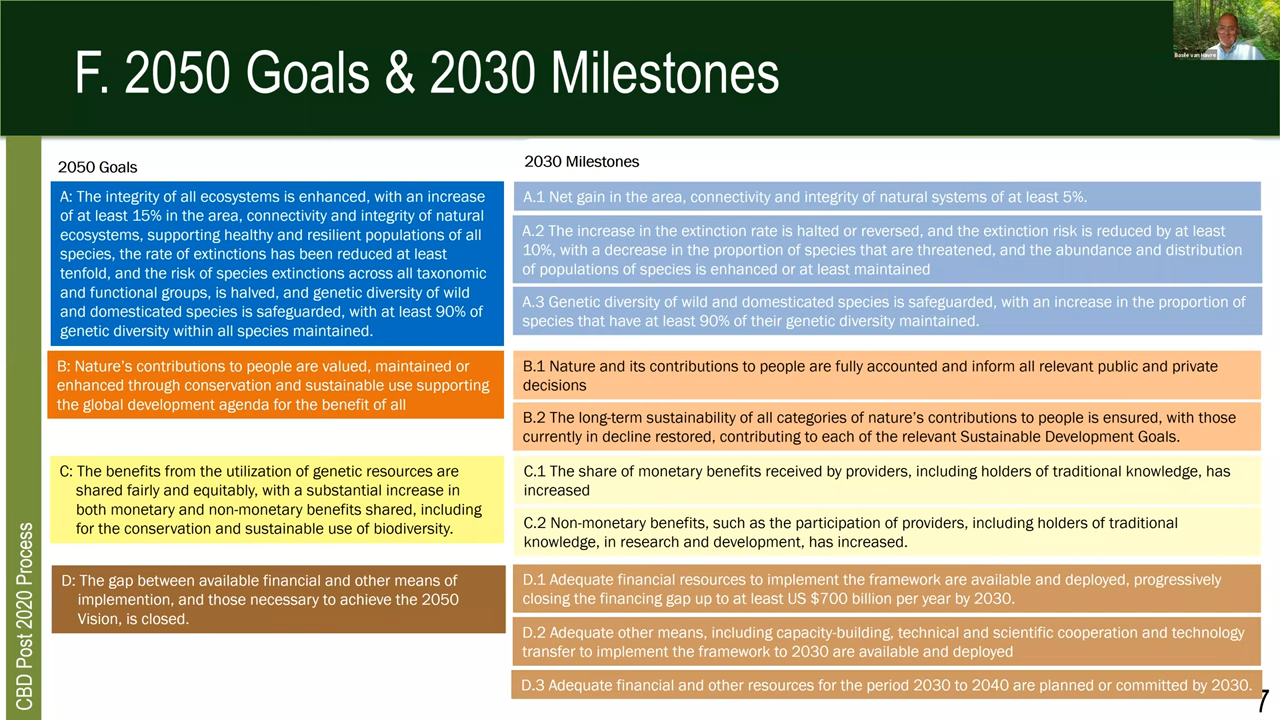 F. 2050 Goals & 2030 Milestones
Basile van Havre
2050 Goals
A: The integrity of all ecosystems is enhanced, with an increase
of at least 15% in the area, connectivity and integrity of natural
ecosystems, supporting healthy and resilient populations of all
species, the rate of extinctions has been reduced at least
tenfold, and the risk of species extinctions across all taxonomic
and functional groups, is halved, and genetic diversity of wild
and domesticated species is safeguarded, with at least 90% of
genetic diversity within all species maintained.
B: Nature's contributions to people are valued, maintained or
enhanced through conservation and sustainable use supporting
the global development agenda for the benefit of all
C: The benefits from the utilization of genetic resources are
shared fairly and equitably, with a substantial increase in
both monetary and non-monetary benefits shared, including
for the conservation and sustainable use of biodiversity.
D: The gap between available financial and other means of
implemention, and those necessary to achieve the 2050
Vision, is closed.
2030 Milestones
A.1 Net gain in the area, connectivity and integrity of natural systems of at least 5%.
A.2 The increase in the extinction rate is halted or reversed, and the extinction risk is reduced by at least
10%, with a decrease in the proportion of species that are threatened, and the abundance and distribution
of populations of species is enhanced or at least maintained
A.3 Genetic diversity of wild and domesticated species is safeguarded, with an increase in the proportion of
species that have at least 90% of their genetic diversity maintained.
B.1 Nature and its contributions to people are fully accounted and inform all relevant public and private
decisions
B.2 The long-term sustainability of all categories of nature's contributions to people is ensured, with those
currently in decline restored, contributing to each of the relevant Sustainable Development Goals.
C.1 The share of monetary benefits received by providers, including holders of traditional knowledge, has
increased
C.2 Non-monetary benefits, such as the participation of providers, including holders of traditional
knowledge, in research and development, has increased.
D.1 Adequate financial resources to implement the framework are available and deployed, progressively
closing the financing gap up to at least US $700 billion per year by 2030.
D.2 Adequate other means, including capacity-building, technical and scientific cooperation and technology
transfer to implement the framework to 2030 are available and deployed
D.3 Adequate financial and other resources for the period 2030 to 2040 are planned or committed by 2030.
CBD Post 2020 Process
7